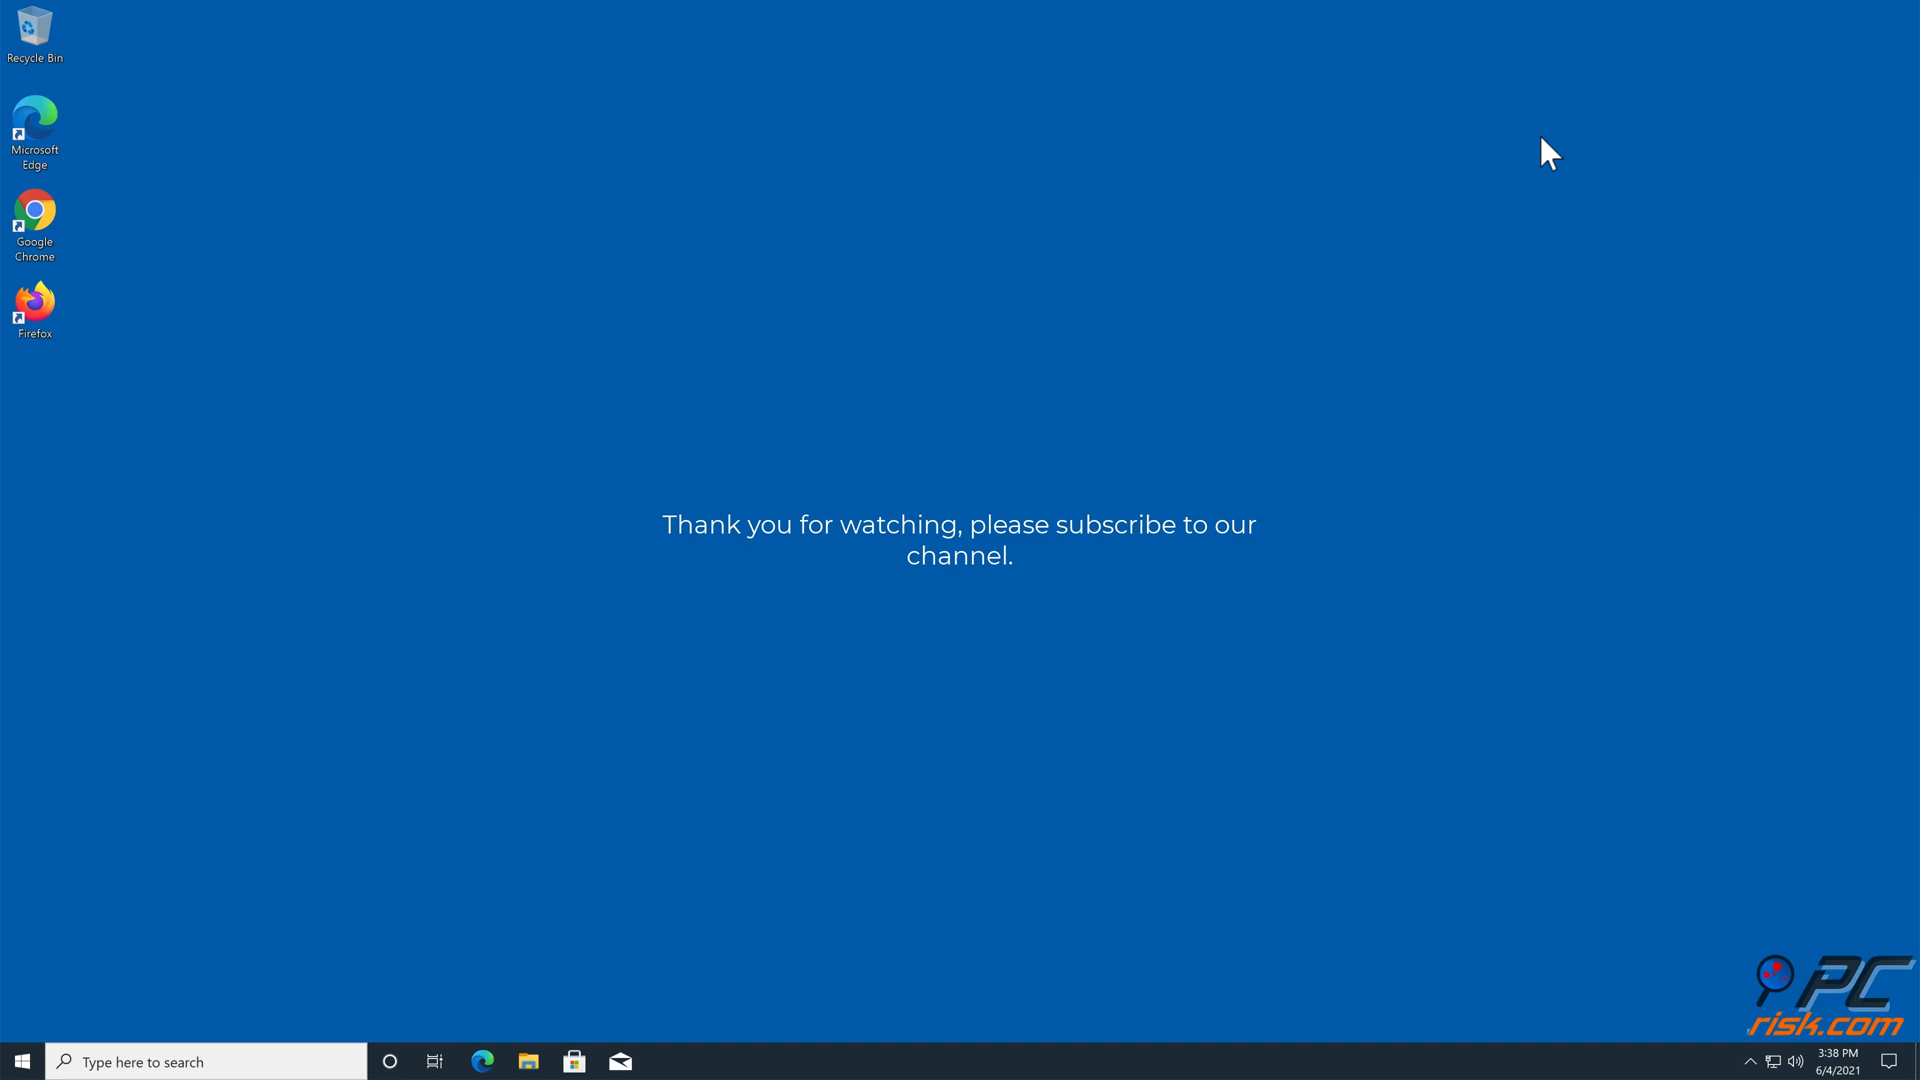 Recycle Bin
Microsoft
Edge
Google
Chrome
Firefox
Thank you for watching, please subscribe to our
channel.
PC
risk.com
Type here to search
3:38 PM
6/4/2021